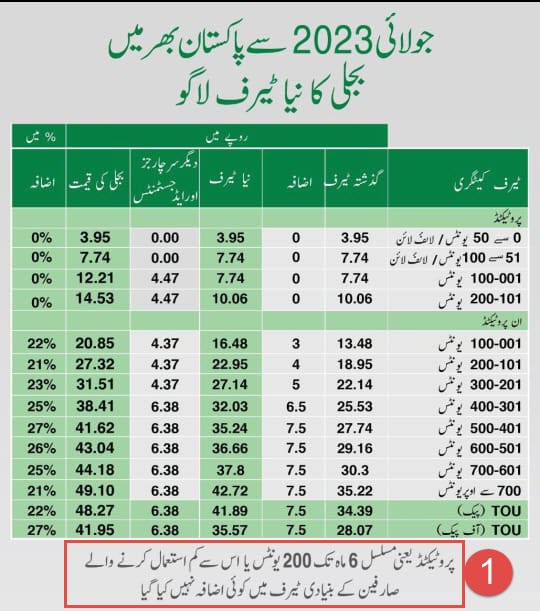 جولائی 2023 سے پاکستان بھر میں
بجلی کا نیا ٹیرف لاگو
روپے میں % میں
ٹیرف کیٹگری گذشتہ ٹیرف اضافہ نیا ٹیرف دیگر سرچارجز اور ایڈجسٹمنٹس بجلی کی قیمت اضافہ
پروٹیکٹڈ
0 سے 50 یونٹس / لائف لائن 3.95 0 3.95 0.00 3.95 0%
51 سے 100 یونٹس / لائف لائن 7.74 0 7.74 0.00 7.74 0%
100-001 یونٹس 7.74 0 7.74 4.47 12.21 0%
200-101 یونٹس 10.06 0 10.06 4.47 14.53 0%
ان پروٹیکٹڈ
100-001 یونٹس 13.48 3 16.48 4.37 20.85 22%
200-101 یونٹس 18.95 4 22.95 4.37 27.32 21%
300-201 یونٹس 22.14 5 27.14 4.37 31.51 23%
400-301 یونٹس 25.53 6.5 32.03 6.38 38.41 25%
500-401 یونٹس 27.74 7.5 35.24 6.38 41.62 27%
600-501 یونٹس 29.16 7.5 36.66 6.38 43.04 26%
700-601 یونٹس 30.3 7.5 37.8 6.38 44.18 25%
700 سے اوپر یونٹس 35.22 7.5 42.72 6.38 49.10 21%
TOU (پیک) 34.39 7.5 41.89 6.38 48.27 22%
TOU (آف پیک) 28.07 7.5 35.57 6.38 41.95 27%
پروٹیکٹڈ یعنی مسلسل 6 ماہ تک 200 یونٹس یا اس سے کم استعمال کرنے والے
صارفین کے بنیادی ٹیرف میں کوئی اضافہ نہیں کیا گیا
1